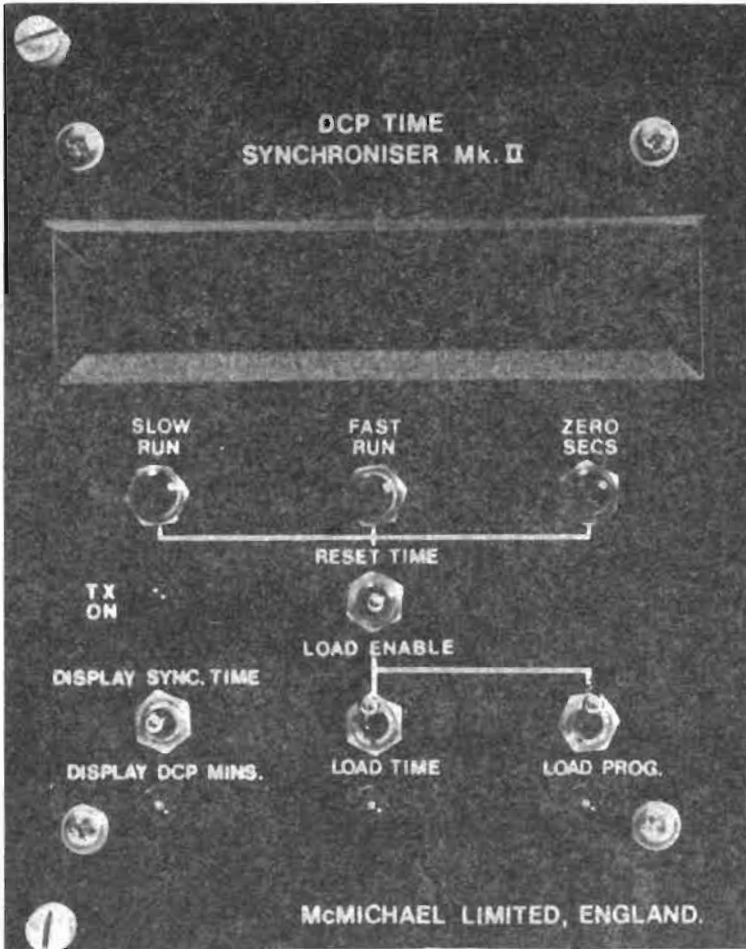 DCP TIME
SYNCHRONISER Mk. II
SLOW
RUN
FAST
RUN
ZERO
SECS
RESET TIME
TX
ON
LOAD ENABLE
DISPLAY SYNC. TIME
DISPLAY DCP MINS.
LOAD TIME
LOAD PROG.
McMICHAEL LIMITED, ENGLAND.